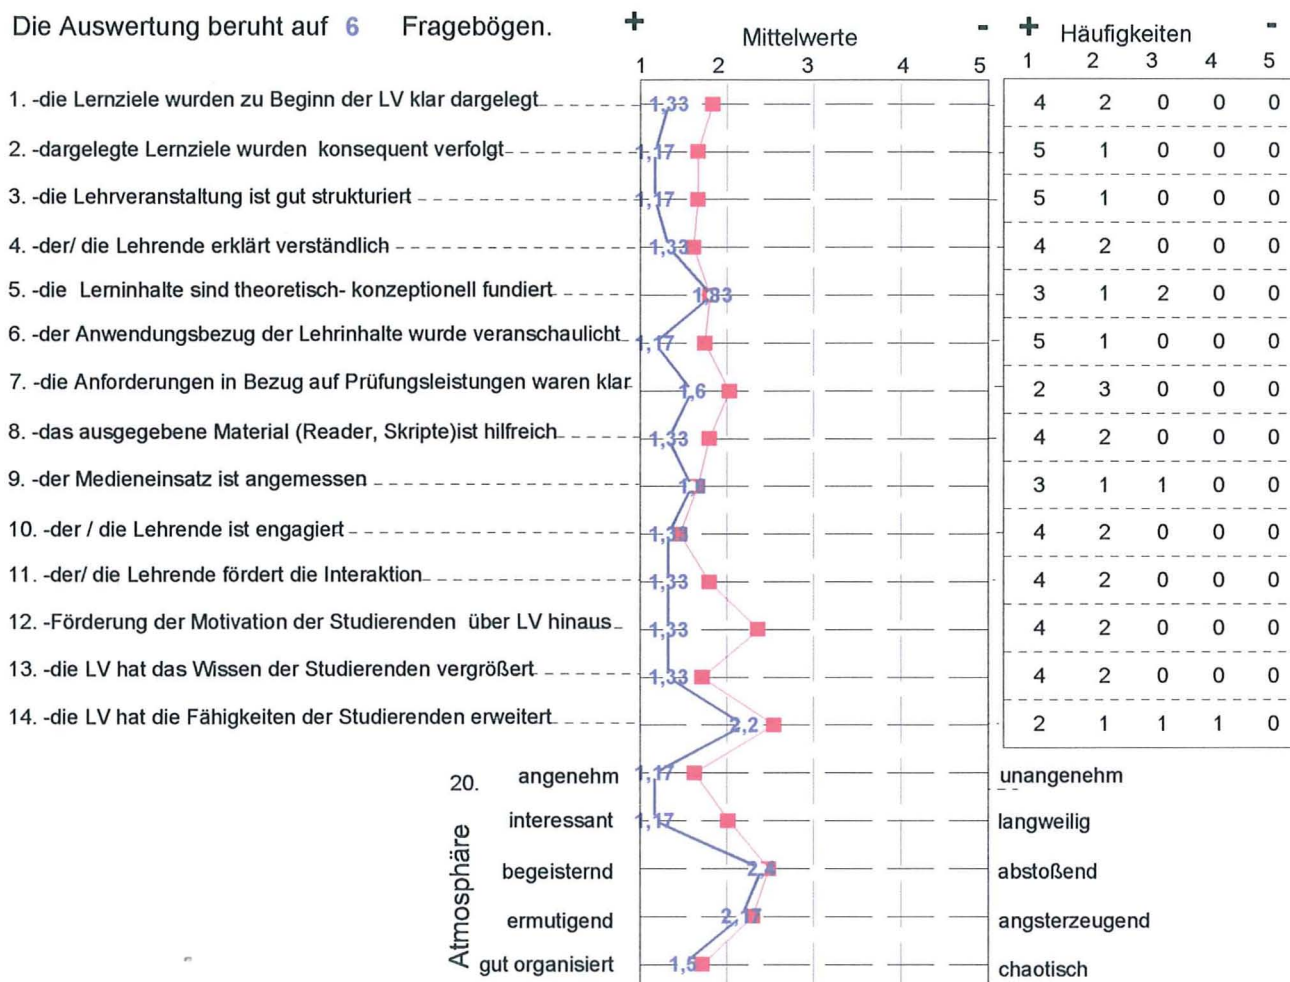 Die Auswertung beruht auf 6 Fragebögen.
+ Mittelwerte - + Häufigkeiten -
1 2 3 4 5 1 2 3 4 5
1. -die Lernziele wurden zu Beginn der LV klar dargelegt 1,33 4 2 0 0 0
2. -dargelegte Lernziele wurden konsequent verfolgt 1,17 5 1 0 0 0
3. -die Lehrveranstaltung ist gut strukturiert 1,17 5 1 0 0 0
4. -der/ die Lehrende erklärt verständlich 1,33 4 2 0 0 0
5. -die Lerninhalte sind theoretisch- konzeptionell fundiert 1,83 3 1 2 0 0
6. -der Anwendungsbezug der Lehrinhalte wurde veranschaulicht 1,17 5 1 0 0 0
7. -die Anforderungen in Bezug auf Prüfungsleistungen waren klar 1,6 2 3 0 0 0
8. -das ausgegebene Material (Reader, Skripte)ist hilfreich 1,33 4 2 0 0 0
9. -der Medieneinsatz ist angemessen 3 1 1 0 0
10. -der / die Lehrende ist engagiert 1,33 4 2 0 0 0
11. -der/ die Lehrende fördert die Interaktion 1,33 4 2 0 0 0
12. -Förderung der Motivation der Studierenden über LV hinaus 1,33 4 2 0 0 0
13. -die LV hat das Wissen der Studierenden vergrößert 1,33 4 2 0 0 0
14. -die LV hat die Fähigkeiten der Studierenden erweitert 2,2 2 1 1 1 0
20. Atmosphäre
angenehm 1,17 unangenehm
interessant 1,17 langweilig
begeisternd abstoßend
ermutigend 2,17 angsterzeugend
gut organisiert 1,5 chaotisch